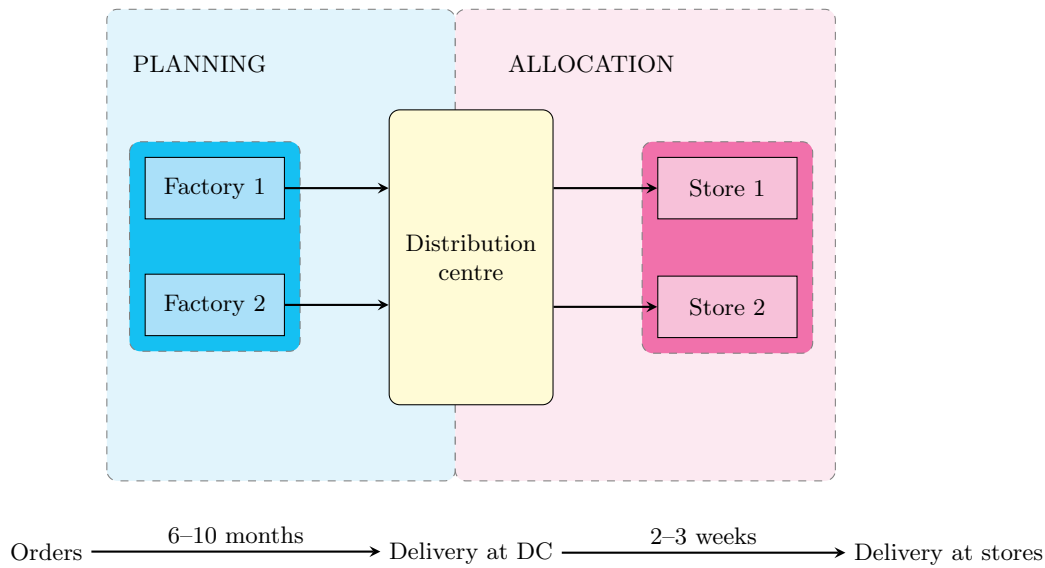 PLANNING
ALLOCATION
Factory 1
Store 1
Distribution
centre
Factory 2
Store 2
6–10 months
2–3 weeks
Orders
Delivery at DC
Delivery at stores